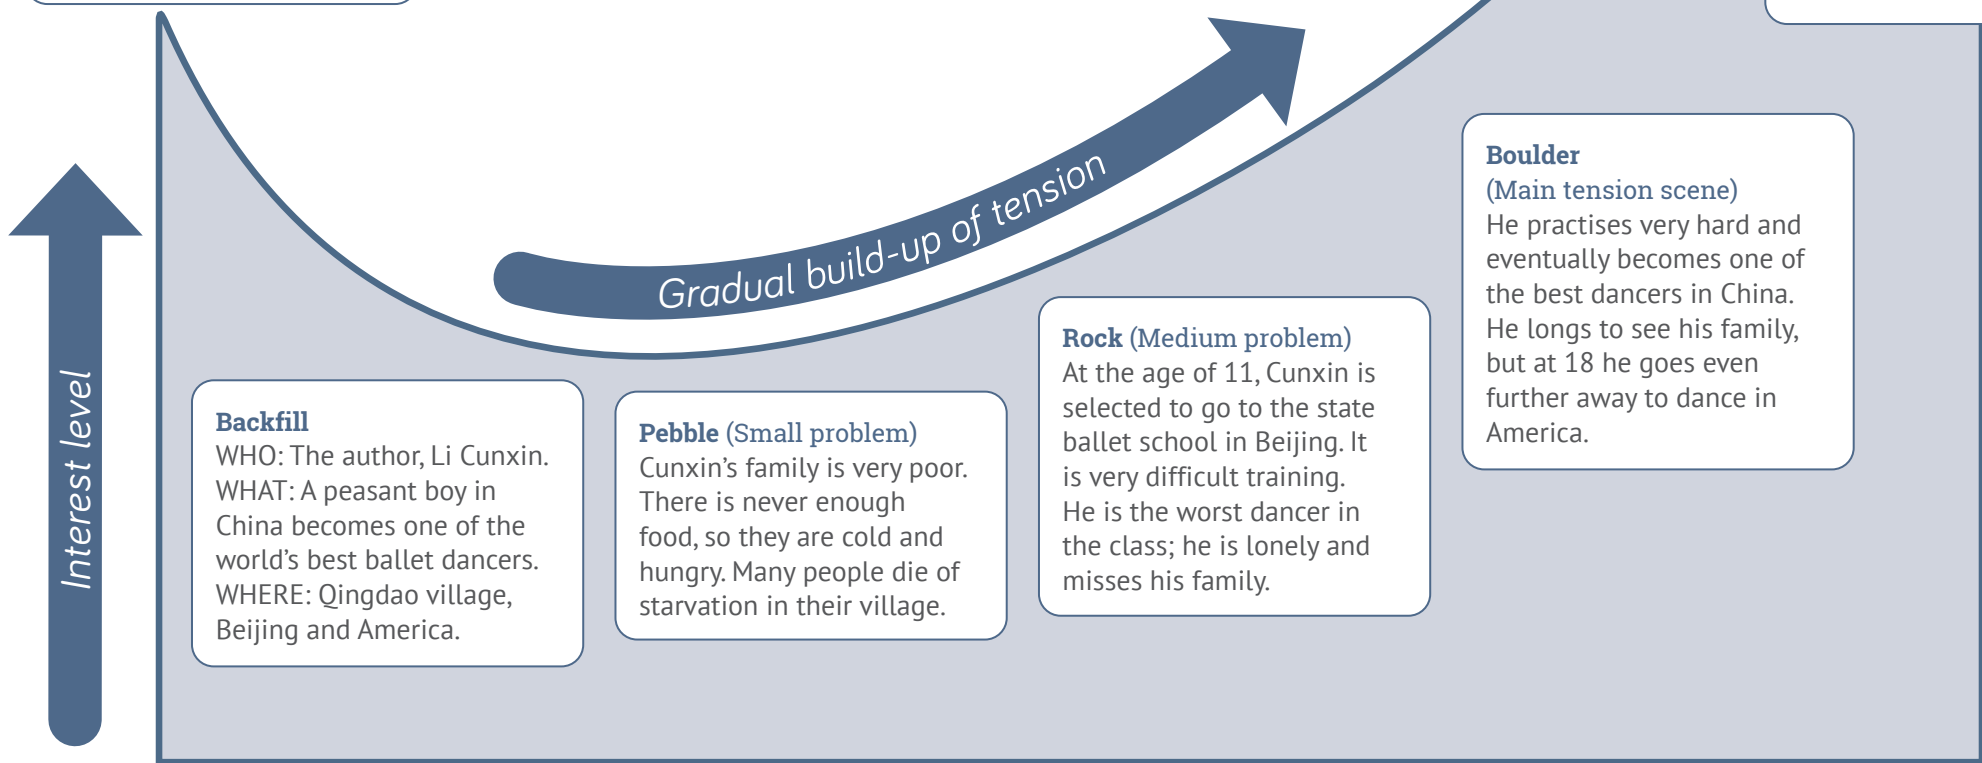 Interest level
Gradual build-up of tension
Backfill
WHO: The author, Li Cunxin.
WHAT: A peasant boy in
China becomes one of the
world’s best ballet dancers.
WHERE: Qingdao village,
Beijing and America.
Pebble (Small problem)
Cunxin’s family is very poor.
There is never enough
food, so they are cold and
hungry. Many people die of
starvation in their village.
Rock (Medium problem)
At the age of 11, Cunxin is
selected to go to the state
ballet school in Beijing. It
is very difficult training.
He is the worst dancer in
the class; he is lonely and
misses his family.
Boulder
(Main tension scene)
He practises very hard and
eventually becomes one of
the best dancers in China.
He longs to see his family,
but at 18 he goes even
further away to dance in
America.